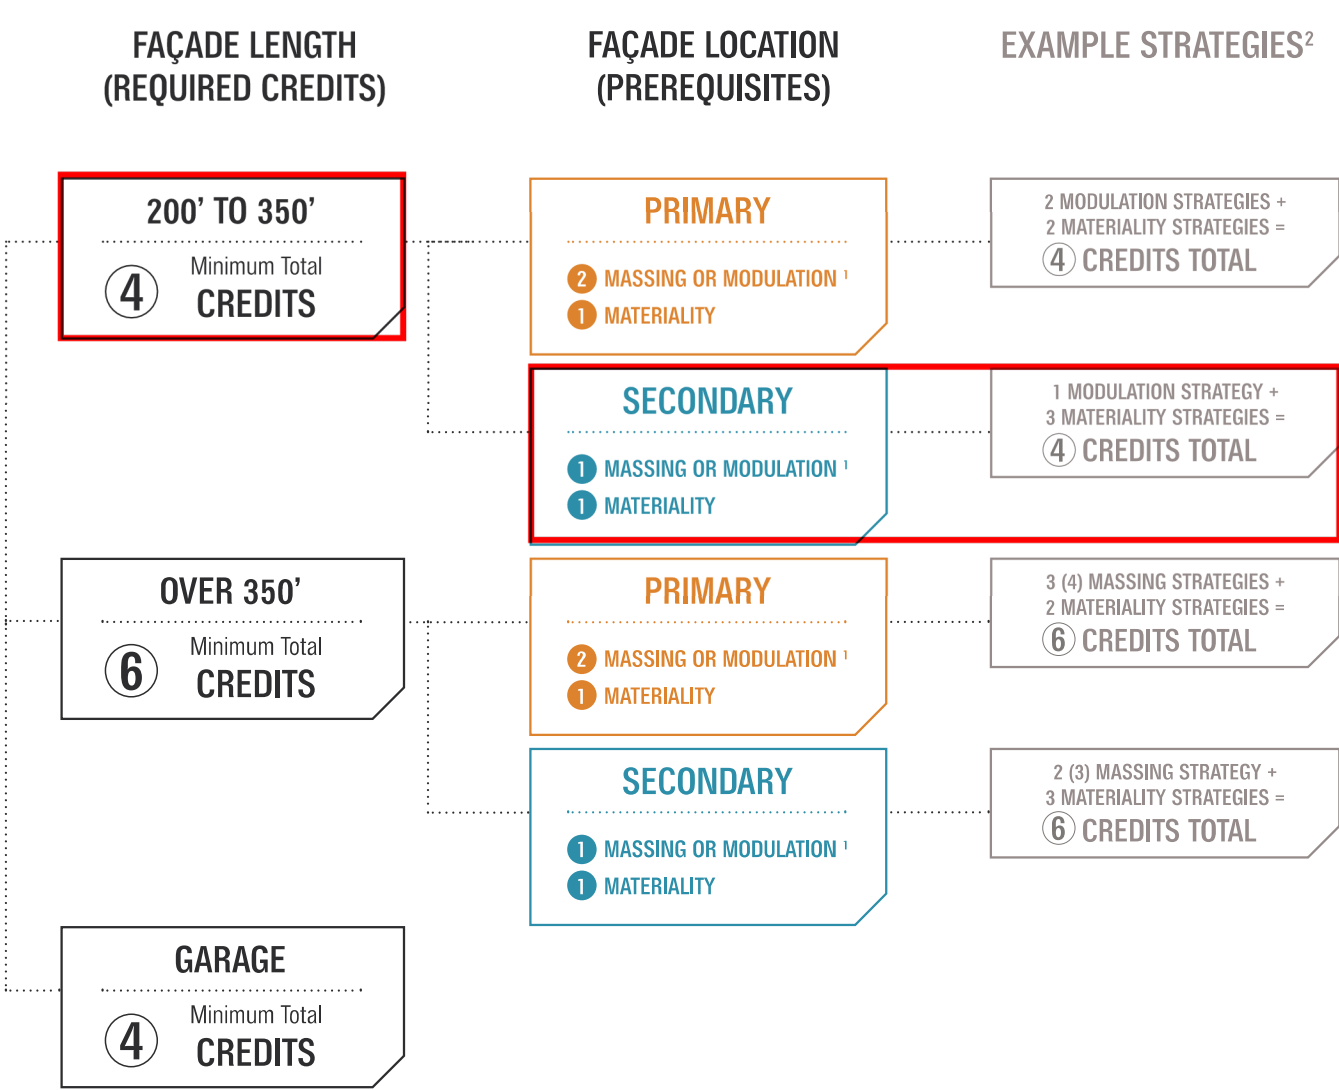 FAÇADE LENGTH
(REQUIRED CREDITS)
FAÇADE LOCATION
(PREREQUISITES)
EXAMPLE STRATEGIES²
200’ TO 350’
4 Minimum Total
CREDITS
PRIMARY
2 MASSING OR MODULATION ¹
1 MATERIALITY
2 MODULATION STRATEGIES +
2 MATERIALITY STRATEGIES =
4 CREDITS TOTAL
SECONDARY
1 MASSING OR MODULATION ¹
1 MATERIALITY
1 MODULATION STRATEGY +
3 MATERIALITY STRATEGIES =
4 CREDITS TOTAL
OVER 350’
6 Minimum Total
CREDITS
PRIMARY
2 MASSING OR MODULATION ¹
1 MATERIALITY
3 (4) MASSING STRATEGIES +
2 MATERIALITY STRATEGIES =
6 CREDITS TOTAL
SECONDARY
1 MASSING OR MODULATION ¹
1 MATERIALITY
2 (3) MASSING STRATEGY +
3 MATERIALITY STRATEGIES =
6 CREDITS TOTAL
GARAGE
4 Minimum Total
CREDITS